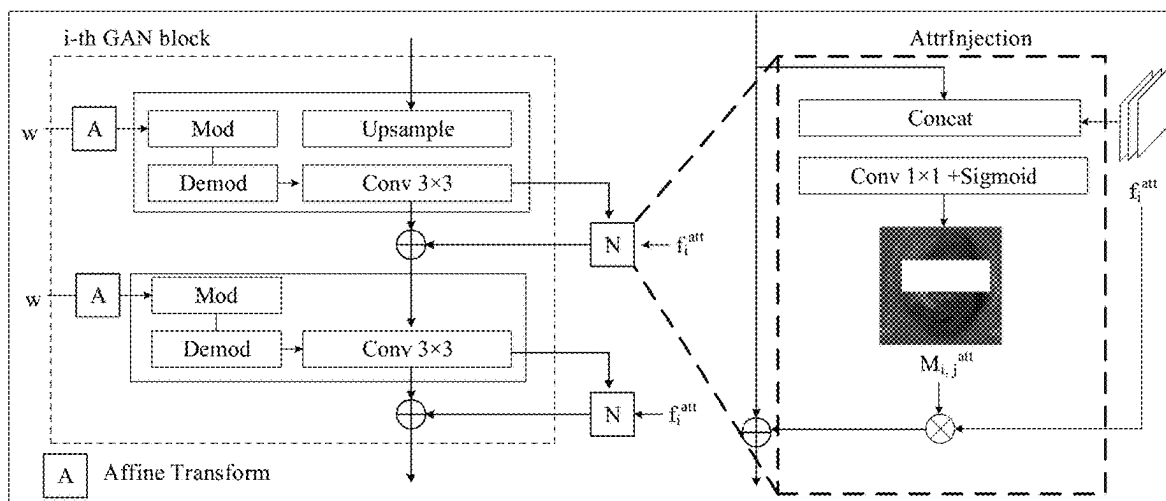 i-th GAN block
AttrInjection
w
A
Mod
Upsample
Concat
Demod
Conv 3×3
Conv 1×1 +Sigmoid
f_i^att
N
f_i^att
w
A
Mod
Demod
Conv 3×3
M_{i, j}^att
N
f_i^att
A
Affine Transform